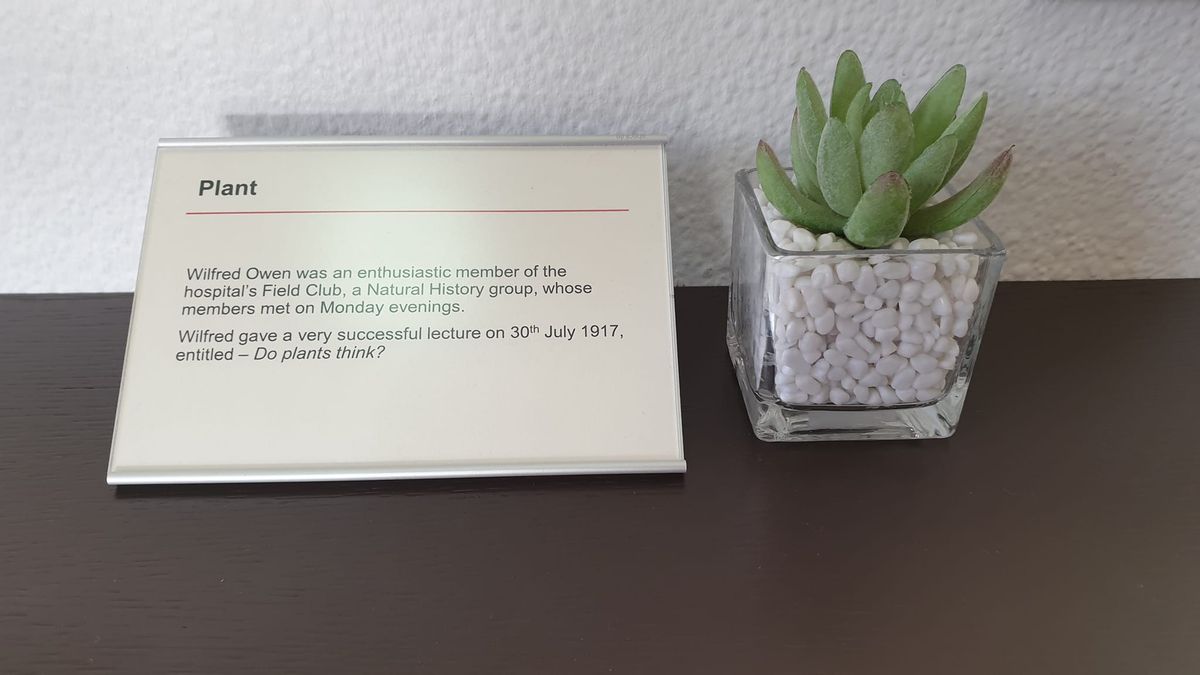 Plant
Wilfred Owen was an enthusiastic member of the
hospital's Field Club, a Natural History group, whose
members met on Monday evenings.
Wilfred gave a very successful lecture on 30th July 1917,
entitled – Do plants think?